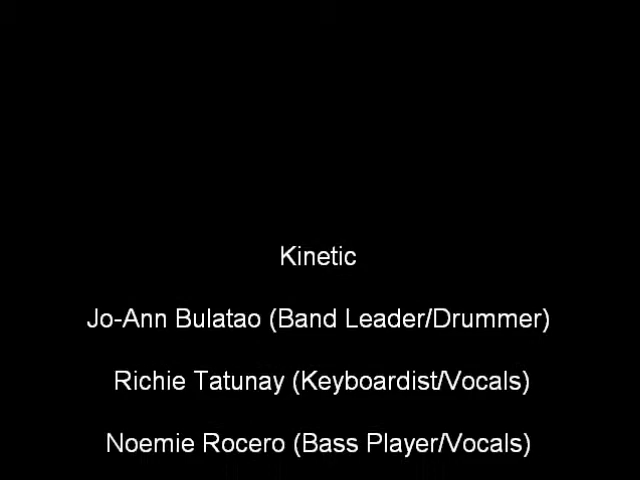 Kinetic
Jo-Ann Bulatao (Band Leader/Drummer)
Richie Tatunay (Keyboardist/Vocals)
Noemie Rocero (Bass Player/Vocals)